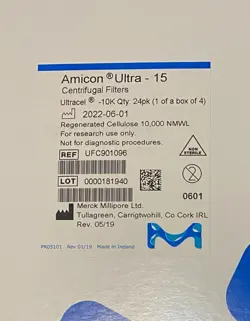 Amicon® Ultra - 15
Centrifugal Filters
Ultracel® -10K Qty: 24pk (1 of a box of 4)
2022-06-01
Regenerated Cellulose 10,000 NMWL
For research use only.
Not for diagnostic procedures.
REF UFC901096
NON STERILE
LOT 0000181940
2
0601
Merck Millipore Ltd.
Tullagreen, Carrigtwohill, Co Cork IRL
Rev. 05/19
M
PR05101 Rev 01/19 Made in Ireland